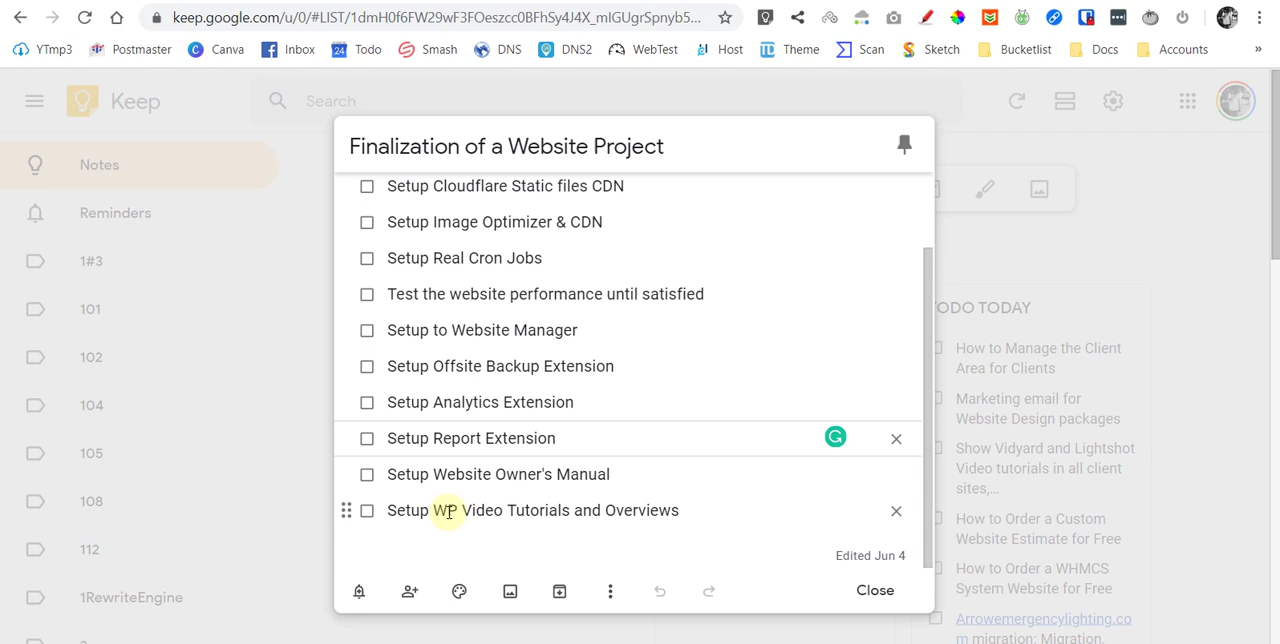 keep.google.com/u/0/#LIST/1dmH0f6FW29wF3FOeszcc0BFhSy4J4X_mIGUgrSpnyb5...
YTmp3 Postmaster Canva Inbox Todo Smash DNS DNS2 WebTest Host Theme Scan Sketch Bucketlist Docs Accounts »
Keep
Search
Finalization of a Website Project
Setup Cloudflare Static files CDN
Setup Image Optimizer & CDN
Setup Real Cron Jobs
Test the website performance until satisfied
Setup to Website Manager
Setup Offsite Backup Extension
Setup Analytics Extension
Setup Report Extension
Setup Website Owner's Manual
Setup WP Video Tutorials and Overviews
Edited Jun 4
Close
Notes
Reminders
1#3
101
102
104
105
108
112
1RewriteEngine
ODO TODAY
How to Manage the Client
Area for Clients
Marketing email for
Website Design packages
Show Vidyard and Lightshot
Video tutorials in all client
sites,...
How to Order a Custom
Website Estimate for Free
How to Order a WHMCS
System Website for Free
Arrowemergencylighting.co
m migration: Migration,